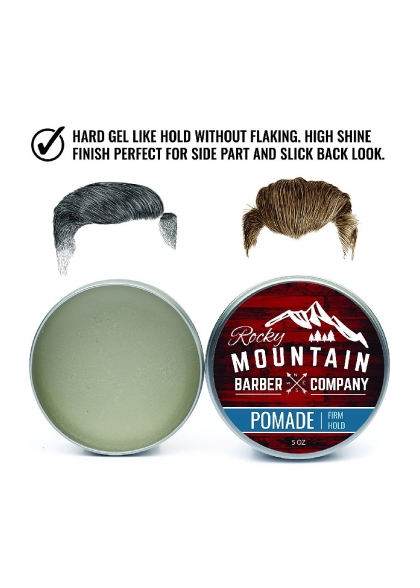 HARD GEL LIKE HOLD WITHOUT FLAKING. HIGH SHINE
FINISH PERFECT FOR SIDE PART AND SLICK BACK LOOK.
Rocky
MOUNTAIN
BARBER COMPANY
POMADE | FIRM
HOLD
5 OZ